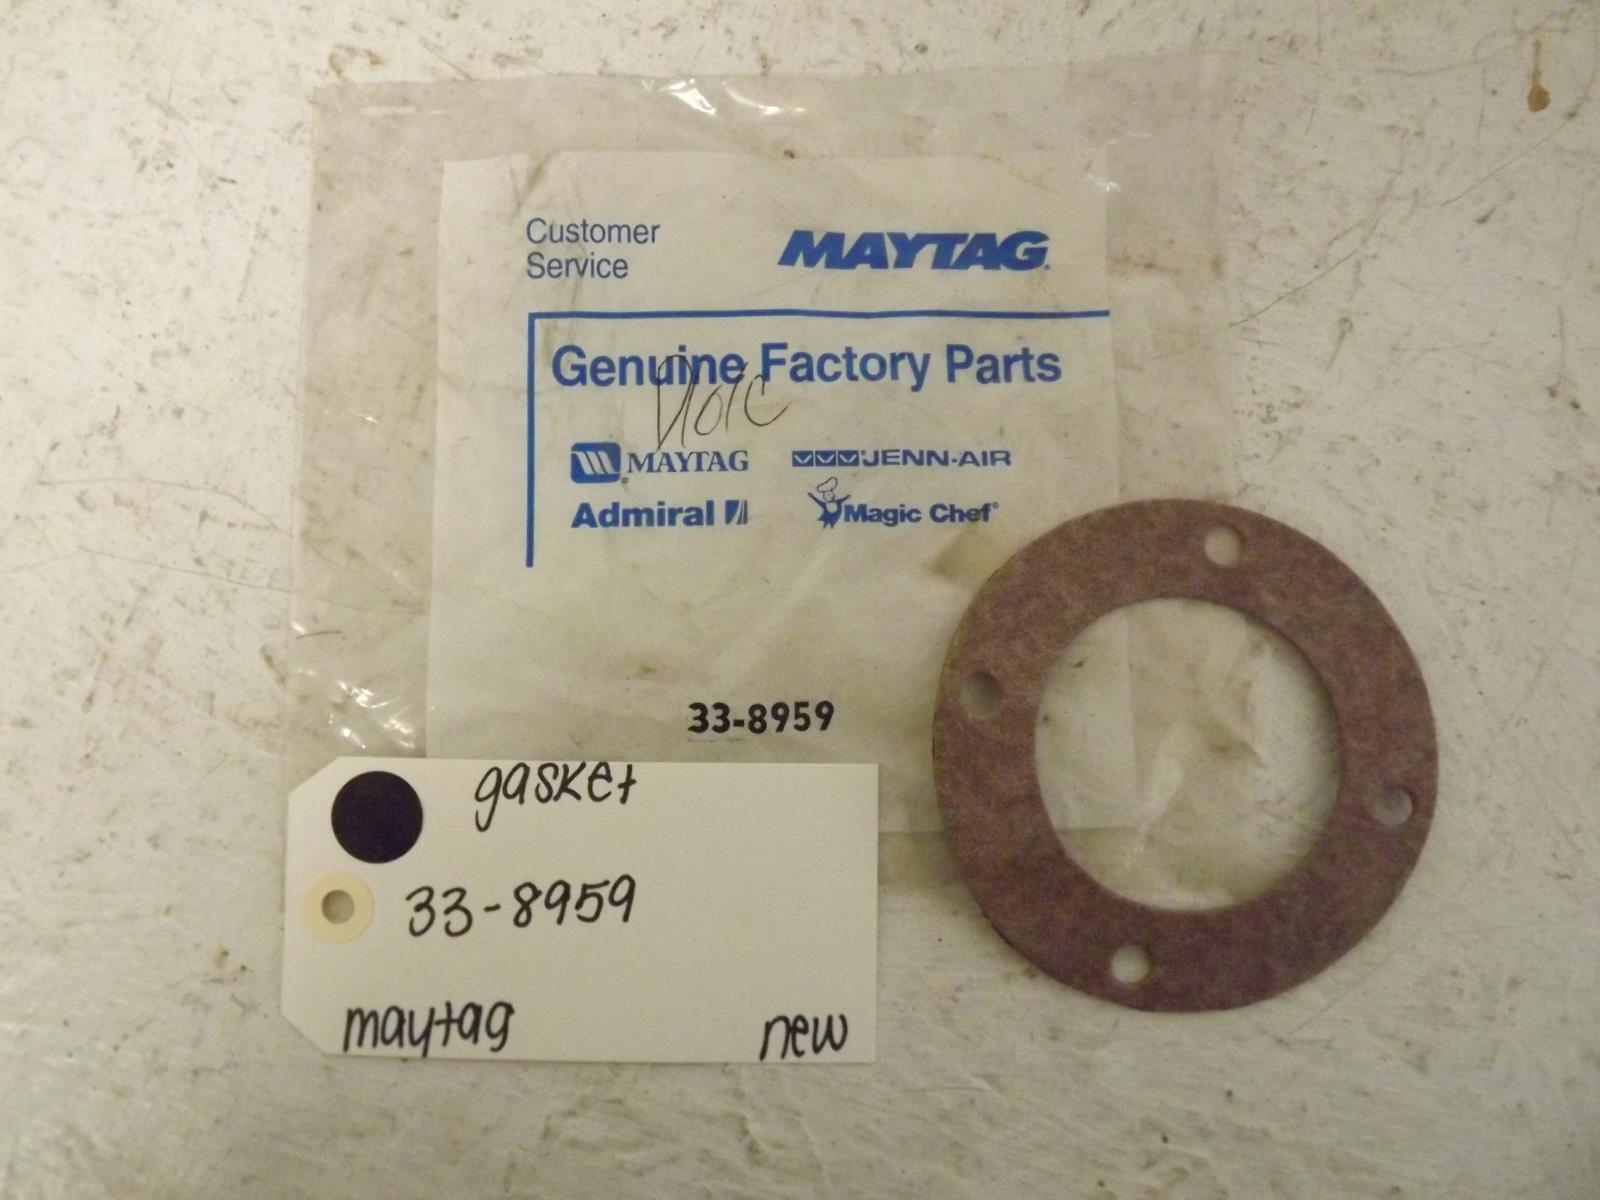 Customer
Service
MAYTAG.
Genuine Factory Parts
MAYTAG
JENN-AIR
Admiral
Magic Chef®
33-8959
gasket
33-8959
maytag
new